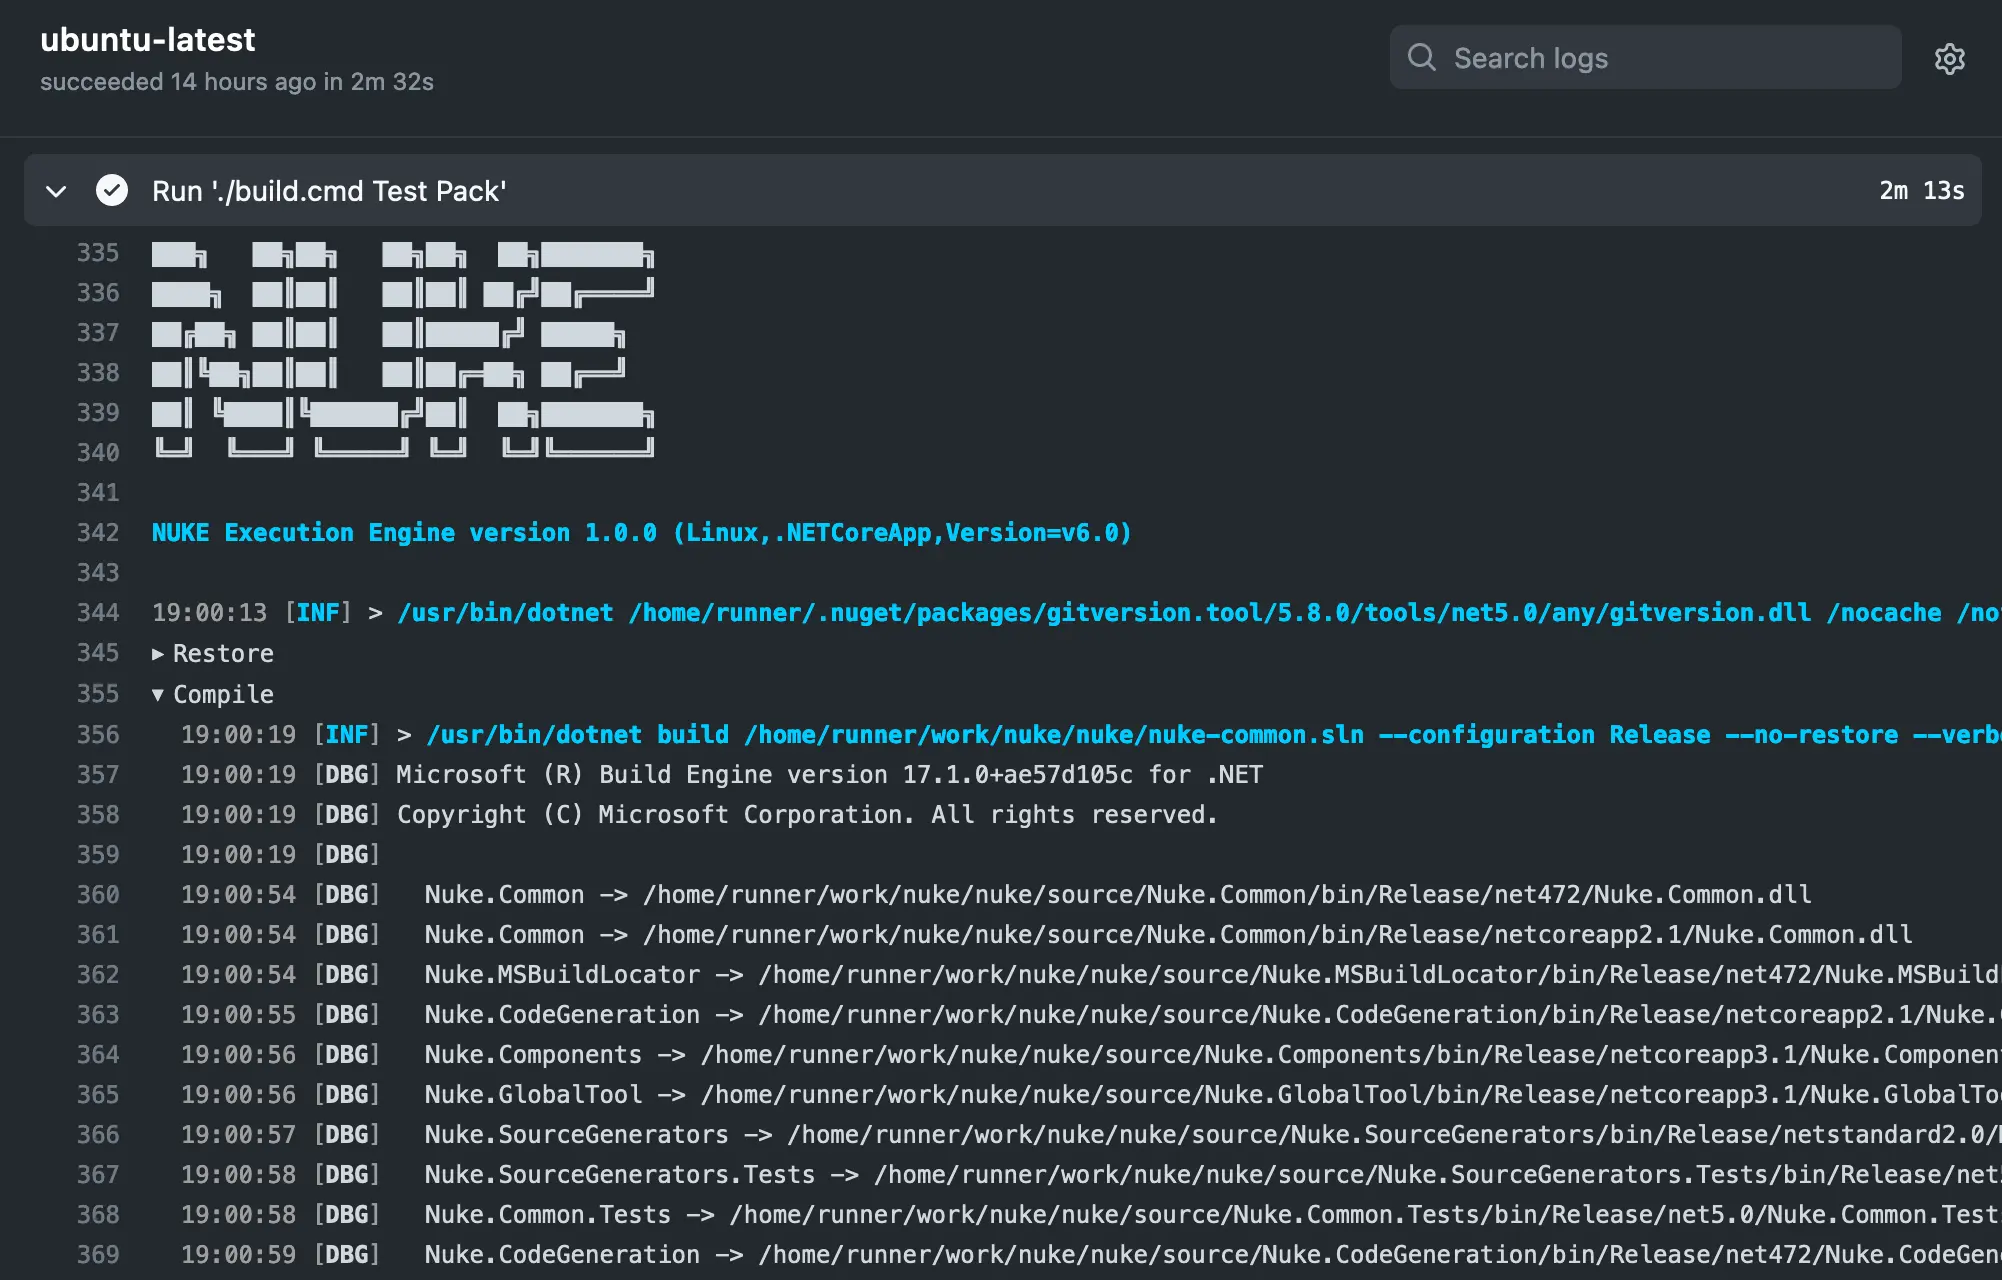 ubuntu-latest
succeeded 14 hours ago in 2m 32s
Search logs
Run './build.cmd Test Pack'
2m 13s
335 ███╗   ██╗██╗   ██╗██╗  ██╗███████╗
336 ████╗  ██║██║   ██║██║ ██╔╝██╔════╝
337 ██╔██╗ ██║██║   ██║█████╔╝ █████╗
338 ██║╚██╗██║██║   ██║██╔═██╗ ██╔══╝
339 ██║ ╚████║╚██████╔╝██║  ██╗███████╗
340 ╚═╝  ╚═══╝ ╚═════╝ ╚═╝  ╚═╝╚══════╝
341
342 NUKE Execution Engine version 1.0.0 (Linux,.NETCoreApp,Version=v6.0)
343
344 19:00:13 [INF] > /usr/bin/dotnet /home/runner/.nuget/packages/gitversion.tool/5.8.0/tools/net5.0/any/gitversion.dll /nocache /no
345 ▶ Restore
355 ▼ Compile
356 19:00:19 [INF] > /usr/bin/dotnet build /home/runner/work/nuke/nuke/nuke-common.sln --configuration Release --no-restore --verb
357 19:00:19 [DBG] Microsoft (R) Build Engine version 17.1.0+ae57d105c for .NET
358 19:00:19 [DBG] Copyright (C) Microsoft Corporation. All rights reserved.
359 19:00:19 [DBG]
360 19:00:54 [DBG]   Nuke.Common -> /home/runner/work/nuke/nuke/source/Nuke.Common/bin/Release/net472/Nuke.Common.dll
361 19:00:54 [DBG]   Nuke.Common -> /home/runner/work/nuke/nuke/source/Nuke.Common/bin/Release/netcoreapp2.1/Nuke.Common.dll
362 19:00:54 [DBG]   Nuke.MSBuildLocator -> /home/runner/work/nuke/nuke/source/Nuke.MSBuildLocator/bin/Release/net472/Nuke.MSBuild
363 19:00:55 [DBG]   Nuke.CodeGeneration -> /home/runner/work/nuke/nuke/source/Nuke.CodeGeneration/bin/Release/netcoreapp2.1/Nuke.
364 19:00:56 [DBG]   Nuke.Components -> /home/runner/work/nuke/nuke/source/Nuke.Components/bin/Release/netcoreapp3.1/Nuke.Componen
365 19:00:56 [DBG]   Nuke.GlobalTool -> /home/runner/work/nuke/nuke/source/Nuke.GlobalTool/bin/Release/netcoreapp3.1/Nuke.GlobalTo
366 19:00:57 [DBG]   Nuke.SourceGenerators -> /home/runner/work/nuke/nuke/source/Nuke.SourceGenerators/bin/Release/netstandard2.0/
367 19:00:58 [DBG]   Nuke.SourceGenerators.Tests -> /home/runner/work/nuke/nuke/source/Nuke.SourceGenerators.Tests/bin/Release/net
368 19:00:58 [DBG]   Nuke.Common.Tests -> /home/runner/work/nuke/nuke/source/Nuke.Common.Tests/bin/Release/net5.0/Nuke.Common.Test
369 19:00:59 [DBG]   Nuke.CodeGeneration -> /home/runner/work/nuke/nuke/source/Nuke.CodeGeneration/bin/Release/net472/Nuke.CodeGen